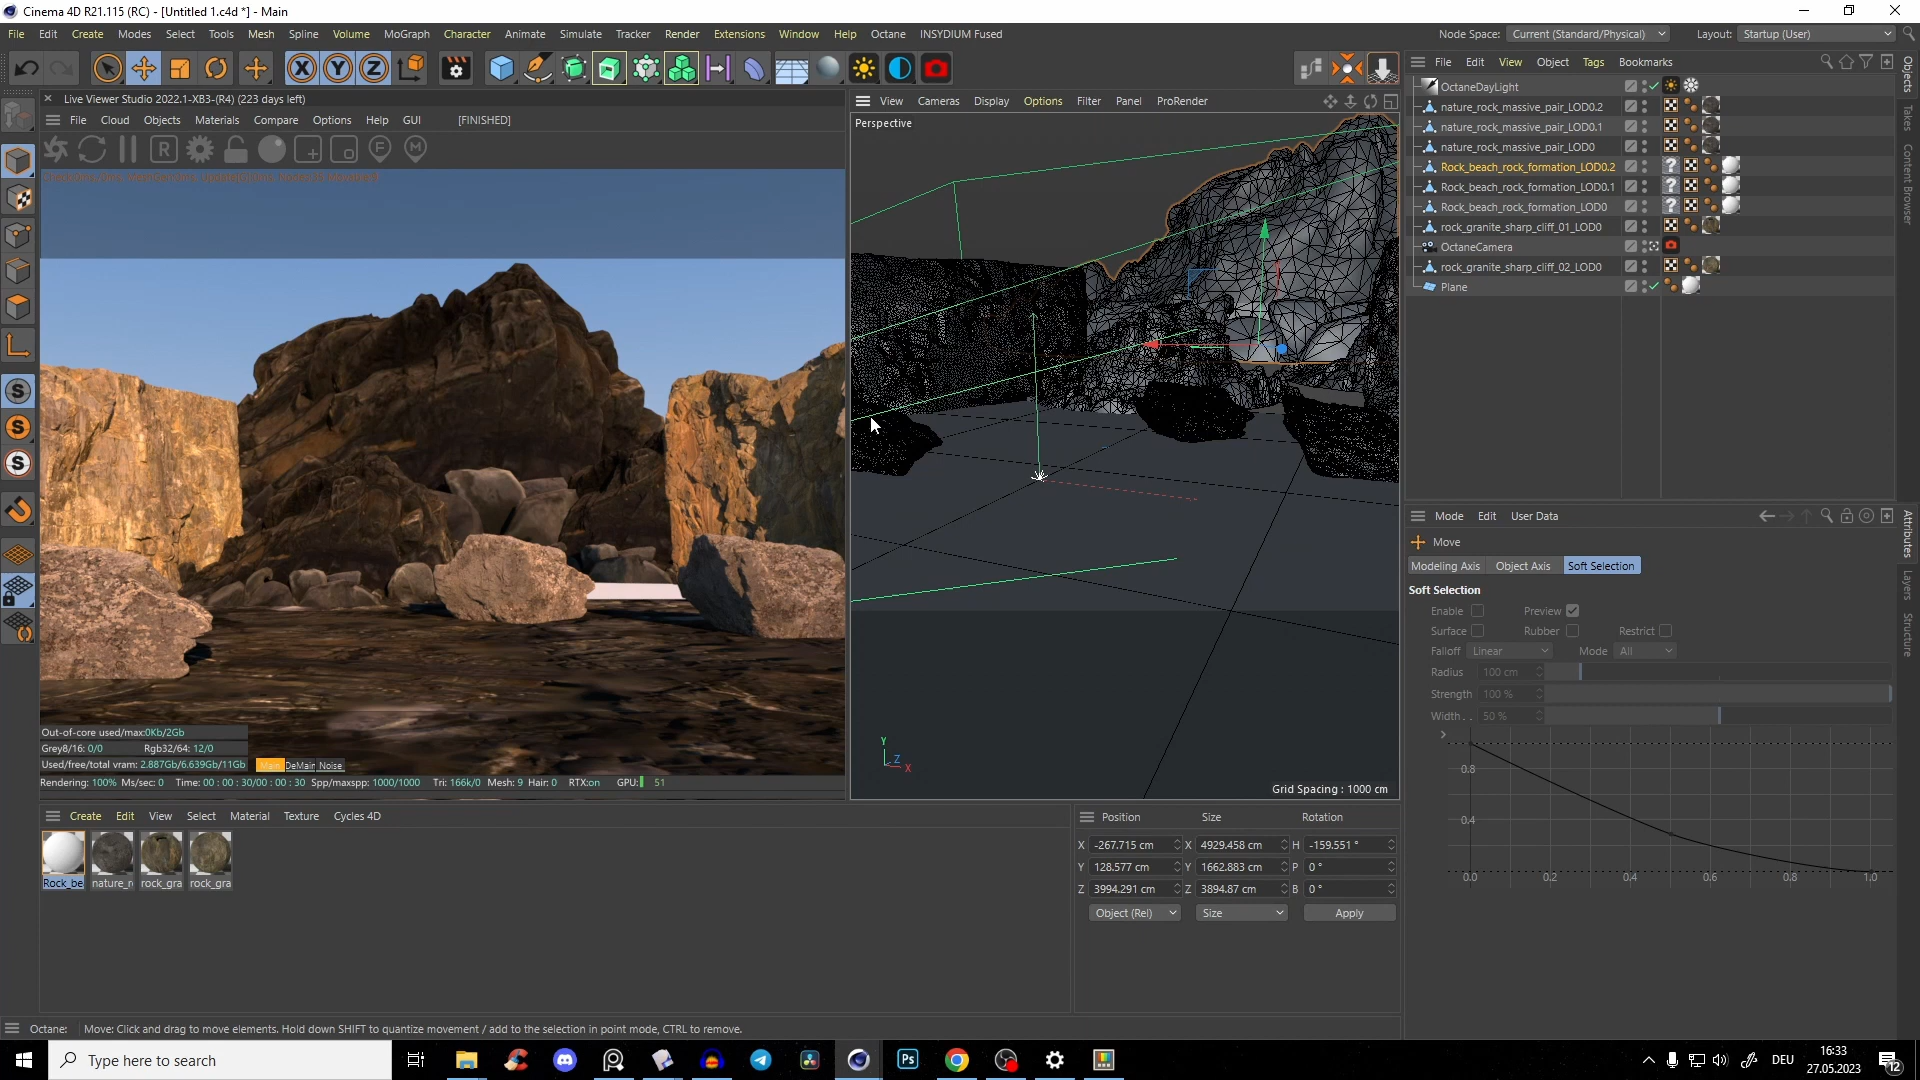 Cinema 4D R21.115 (RC) - [Untitled 1.c4d *] - Main
File Edit Create Modes Select Tools Mesh Spline Volume MoGraph Character Animate Simulate Tracker Render Extensions Window Help Octane INSYDIUM Fused
Node Space: Current (Standard/Physical) Layout: Startup (User)
Live Viewer Studio 2022.1-XB3-(R4) (223 days left)
File Cloud Objects Materials Compare Options Help GUI [FINISHED]
View Cameras Display Options Filter Panel ProRender
Perspective
File Edit View Object Tags Bookmarks
OctaneDayLight
nature_rock_massive_pair_LOD0.2
nature_rock_massive_pair_LOD0.1
nature_rock_massive_pair_LOD0
Rock_beach_rock_formation_LOD0.2
Rock_beach_rock_formation_LOD0.1
Rock_beach_rock_formation_LOD0
rock_granite_sharp_cliff_01_LOD0
OctaneCamera
rock_granite_sharp_cliff_02_LOD0
Plane
Objects
Takes
Content Browser
Mode Edit User Data
Move
Modeling Axis Object Axis Soft Selection
Soft Selection
Enable Preview
Surface Rubber Restrict
Falloff Linear Mode All
Radius 100 cm
Strength 100 %
Width . . 50 %
0.8
0.4
0.0 0.2 0.4 0.6 0.8 1.0
Attributes
Layers
Structure
Y
Z
X
Grid Spacing : 1000 cm
Out-of-core used/max:0Kb/2Gb
Grey8/16: 0/0 Rgb32/64: 12/0
Used/free/total vram: 2.887Gb/6.639Gb/11Gb Main DeMain Noise
Rendering: 100% Ms/sec: 0 Time: 00 : 00 : 30/00 : 00 : 30 Spp/maxspp: 1000/1000 Tri: 166k/0 Mesh: 9 Hair: 0 RTX:on GPU: 51
Create Edit View Select Material Texture Cycles 4D
Rock_be nature_r rock_gra rock_gra
Position Size Rotation
X -267.715 cm X 4929.458 cm H -159.551 °
Y 128.577 cm Y 1662.883 cm P 0 °
Z 3994.291 cm Z 3894.87 cm B 0 °
Object (Rel) Size Apply
Octane: Move: Click and drag to move elements. Hold down SHIFT to quantize movement / add to the selection in point mode, CTRL to remove.
Type here to search
Ps
DEU
16:33
27.05.2023
12